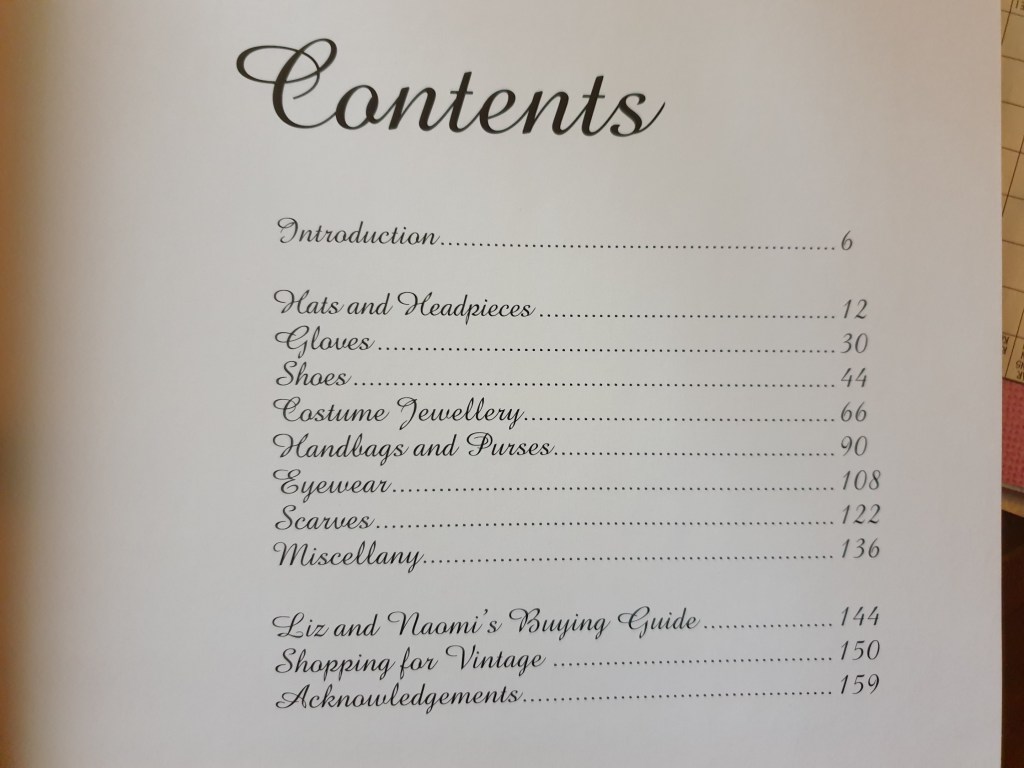 Contents
Introduction.................................................... 6
Hats and Headpieces ....................................... 12
Gloves............................................................. 30
Shoes................................................................ 44
Costume Jewellery......................................... 66
Handbags and Purses..................................... 90
Eyewear........................................................... 108
Scarves............................................................. 122
Miscellany...................................................... 136
Liz and Naomi's Buying Guide ................. 144
Shopping for Vintage ..................................... 150
Acknowledgements......................................... 159